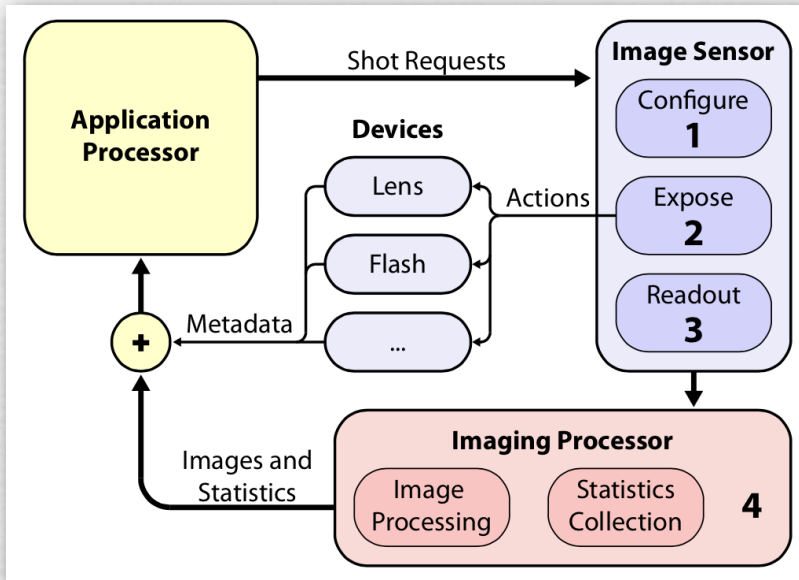 Application
Processor
Shot Requests
Image Sensor
Configure
1
Devices
Lens
Actions
Expose
2
Flash
Readout
3
...
Metadata
+
Imaging Processor
Images and
Statistics
Image
Processing
Statistics
Collection
4